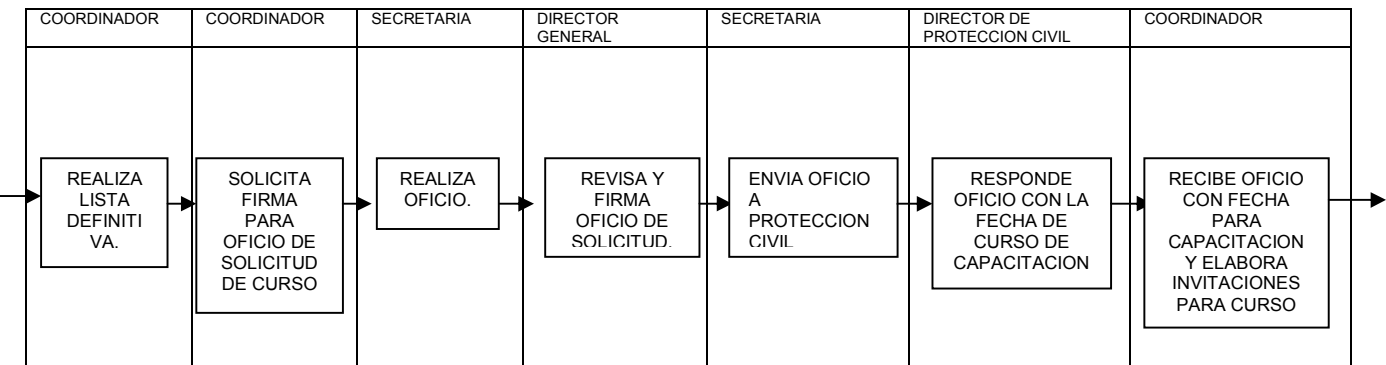 COORDINADOR
COORDINADOR
SECRETARIA
DIRECTOR
GENERAL
SECRETARIA
DIRECTOR DE
PROTECCION CIVIL
COORDINADOR
REALIZA
LISTA
DEFINITI
VA.
SOLICITA
FIRMA
PARA
OFICIO DE
SOLICITUD
DE CURSO
REALIZA
OFICIO.
REVISA Y
FIRMA
OFICIO DE
SOLICITUD.
ENVIA OFICIO
A
PROTECCION
CIVIL
RESPONDE
OFICIO CON LA
FECHA DE
CURSO DE
CAPACITACION
RECIBE OFICIO
CON FECHA
PARA
CAPACITACION
Y ELABORA
INVITACIONES
PARA CURSO